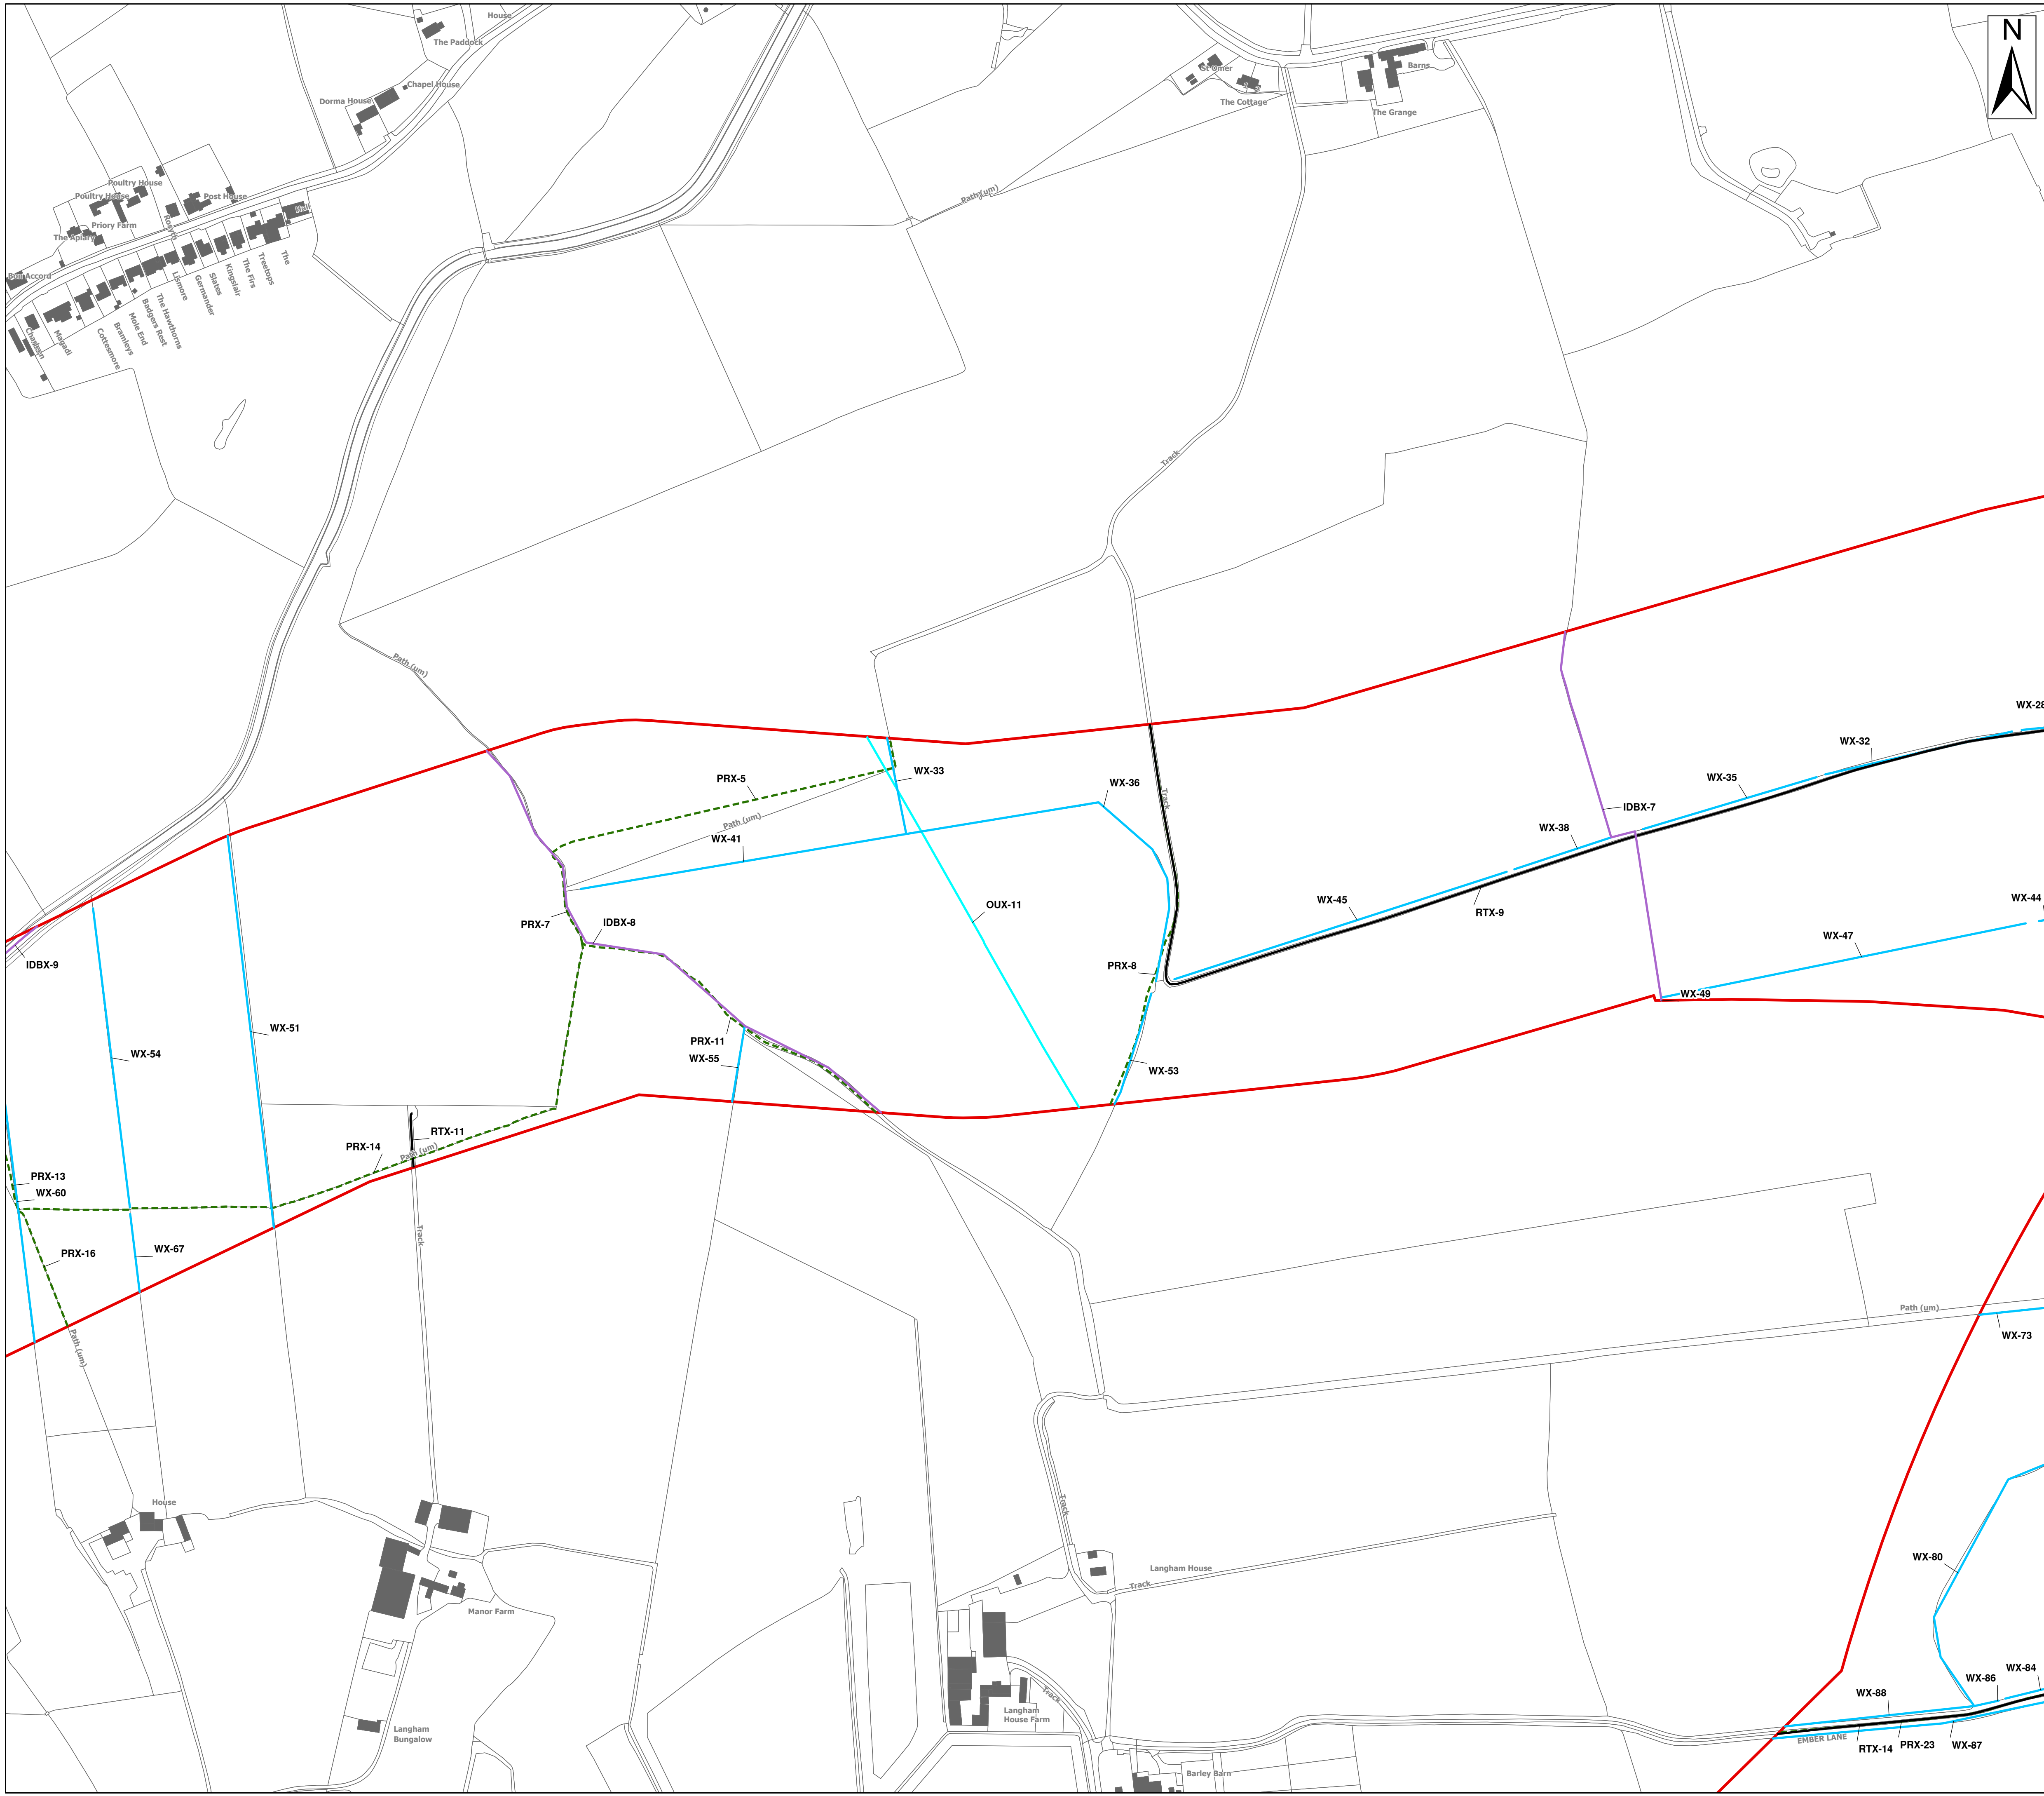 House
The Paddock
N
Chapel House
Dorma House
St Omer
The Cottage
Barns
The Grange
Poultry House
Poultry House
Post House
Priory Farm
Rosyth
The Apiary
Hall
Bon Accord
Path (um)
The
Treetops
The Firs
Kingslair
Slates
Germander
Lismore
The Hawthorns
Badgers Rest
Mole End
Bramleys
Cottesmore
Magadi
Chasleen
Track
Path (um)
WX-28
WX-32
WX-33
PRX-5
WX-36
WX-35
Track
IDBX-7
Path (um)
WX-41
WX-38
WX-45
OUX-11
RTX-9
WX-44
PRX-7
IDBX-8
WX-47
IDBX-9
PRX-8
WX-49
WX-51
PRX-11
WX-54
WX-55
WX-53
RTX-11
PRX-14
Path (um)
PRX-13
WX-60
Track
PRX-16
WX-67
Path (um)
Path (um)
WX-73
House
Track
WX-80
Langham House
Track
Manor Farm
WX-86
WX-84
Track
WX-88
Langham
House Farm
Langham
Bungalow
EMBER LANE
RTX-14
PRX-23
WX-87
Barley Barn